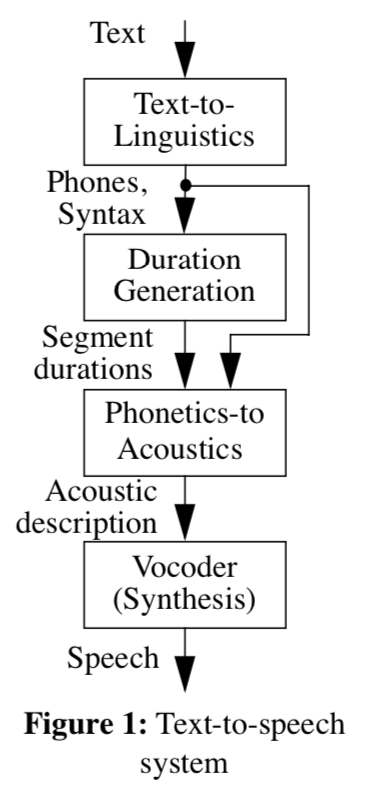 Text
Text-to-
Linguistics
Phones,
Syntax
Duration
Generation
Segment
durations
Phonetics-to
Acoustics
Acoustic
description
Vocoder
(Synthesis)
Speech
Figure 1: Text-to-speech
system